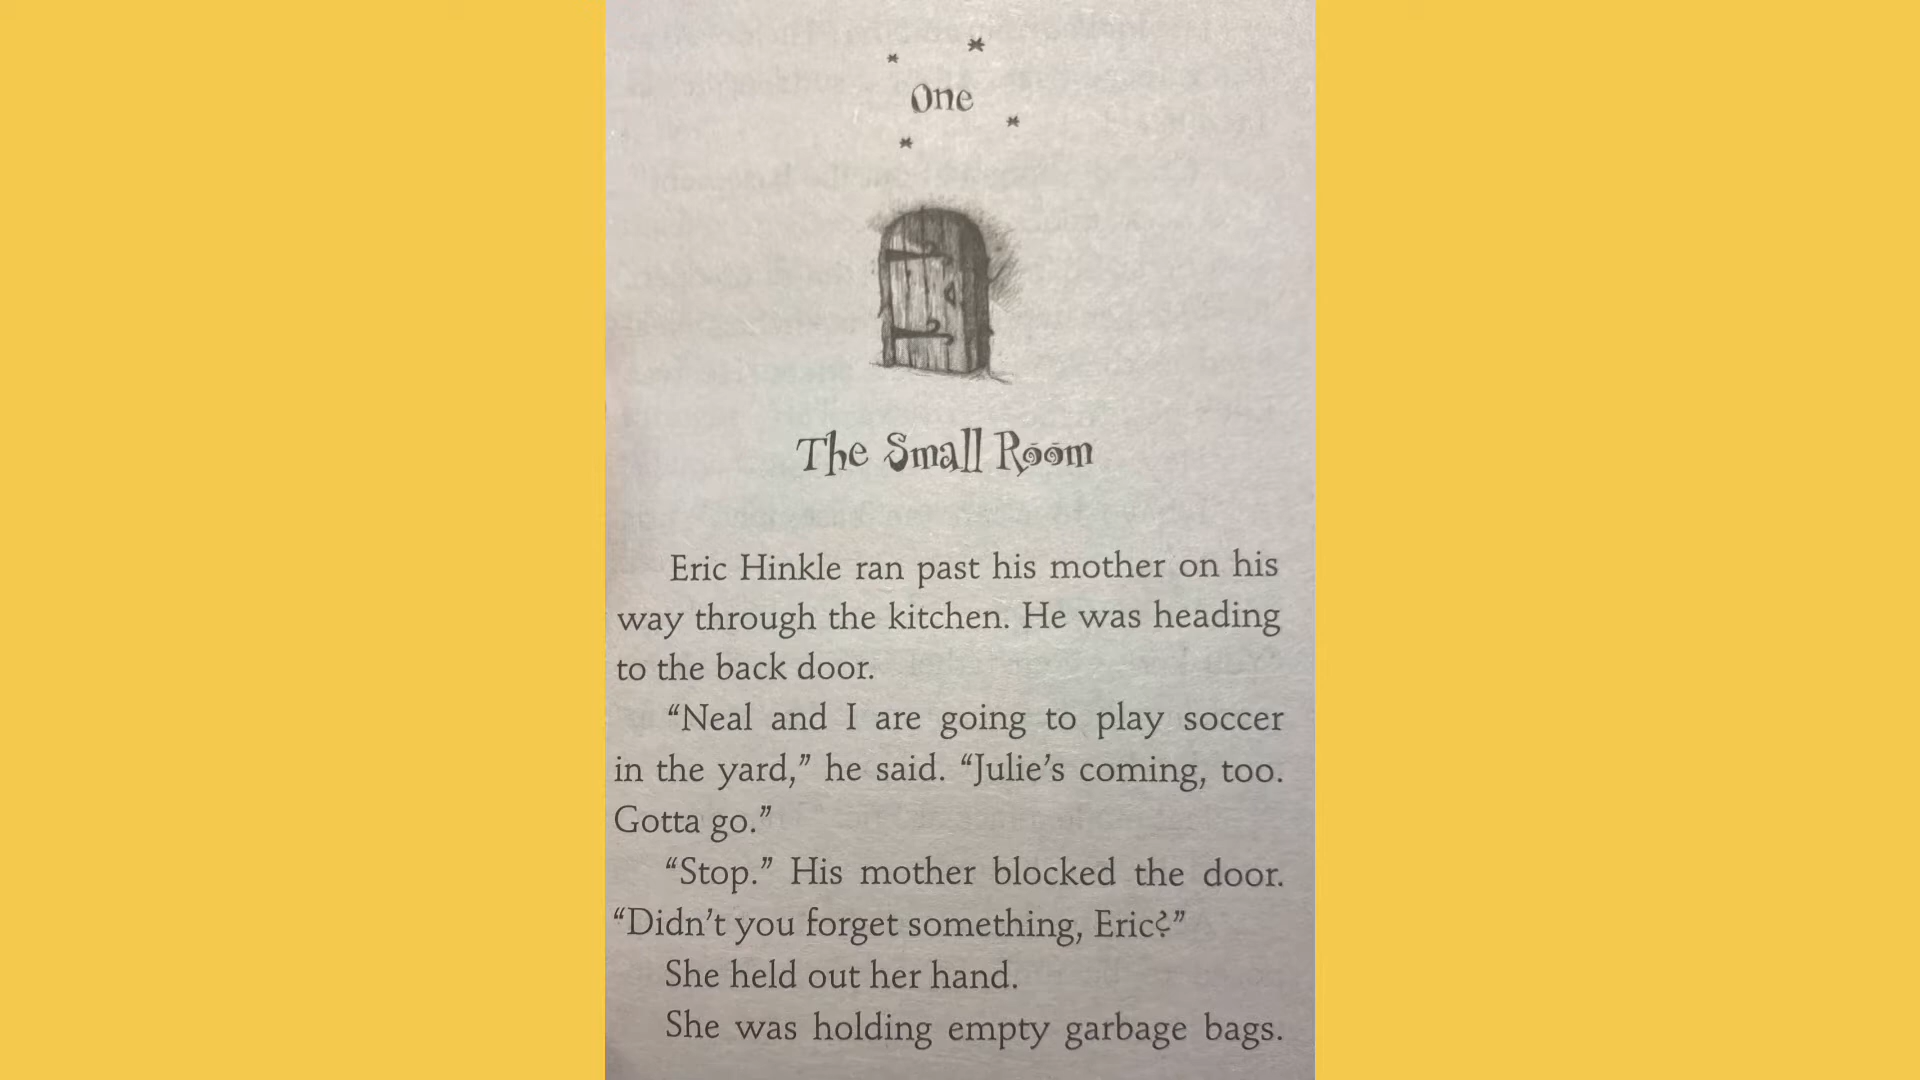 One
The Small Room
Eric Hinkle ran past his mother on his
way through the kitchen. He was heading
to the back door.
“Neal and I are going to play soccer
in the yard,” he said. “Julie’s coming, too.
Gotta go.”
“Stop.” His mother blocked the door.
“Didn’t you forget something, Eric?”
She held out her hand.
She was holding empty garbage bags.